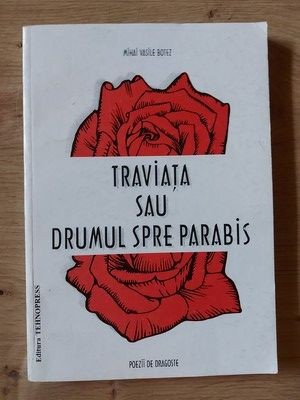 MIHAI VASILE BOTEZ
TRAVIAȚA
SAU
DRUMUL SPRE PARABIS
Editura TEHNOPRESS
POEZII DE DRAGOSTE